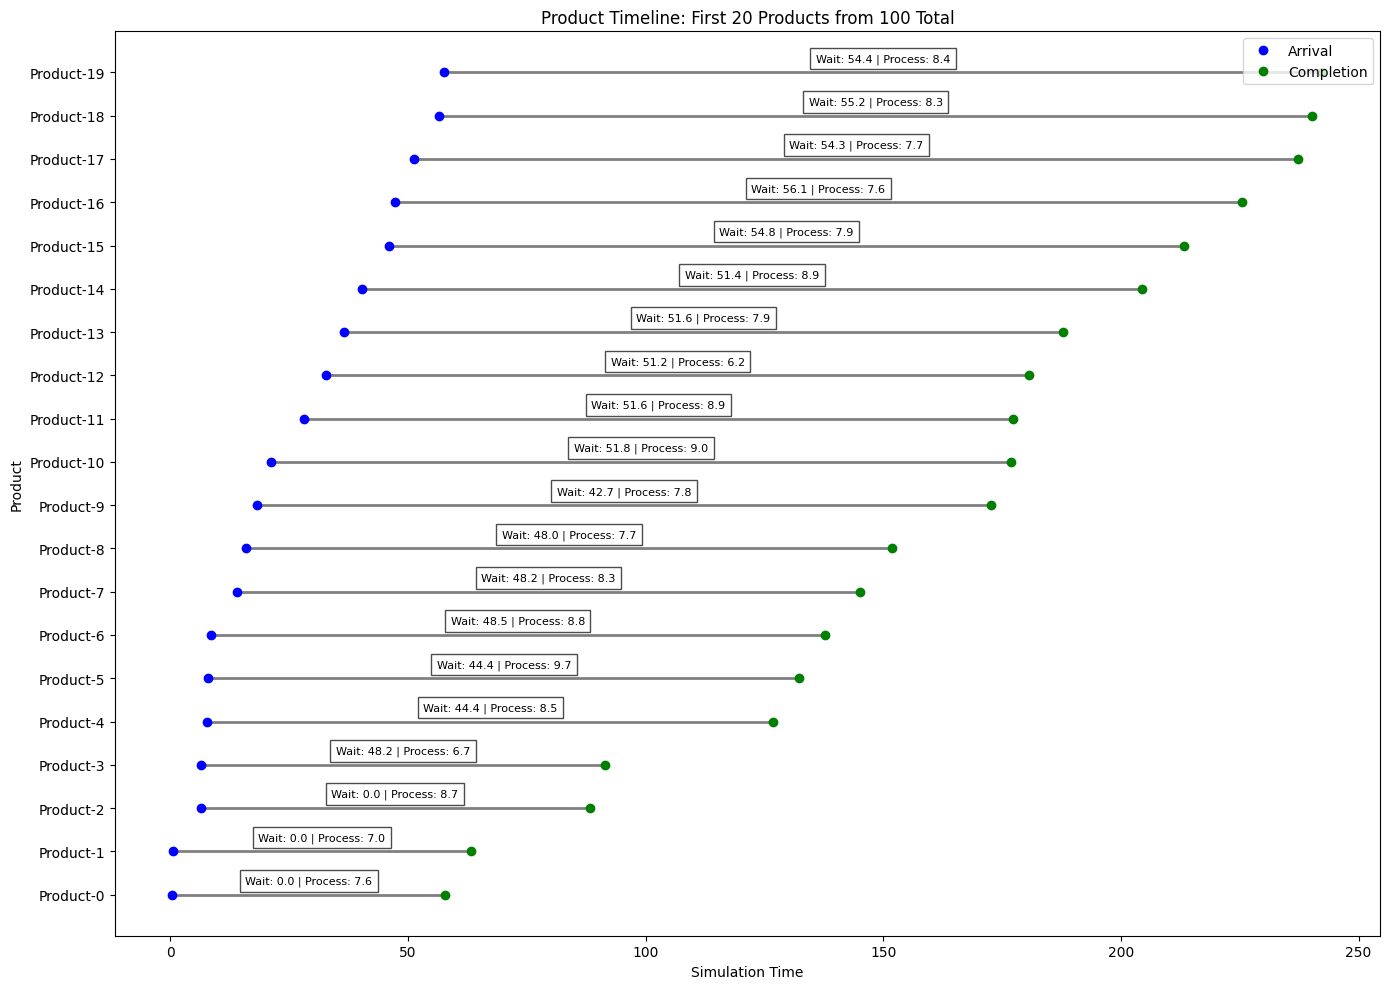 Product Timeline: First 20 Products from 100 Total
Arrival
Completion
Product
Product-19
Wait: 54.4 | Process: 8.4
Product-18
Wait: 55.2 | Process: 8.3
Product-17
Wait: 54.3 | Process: 7.7
Product-16
Wait: 56.1 | Process: 7.6
Product-15
Wait: 54.8 | Process: 7.9
Product-14
Wait: 51.4 | Process: 8.9
Product-13
Wait: 51.6 | Process: 7.9
Product-12
Wait: 51.2 | Process: 6.2
Product-11
Wait: 51.6 | Process: 8.9
Product-10
Wait: 51.8 | Process: 9.0
Product-9
Wait: 42.7 | Process: 7.8
Product-8
Wait: 48.0 | Process: 7.7
Product-7
Wait: 48.2 | Process: 8.3
Product-6
Wait: 48.5 | Process: 8.8
Product-5
Wait: 44.4 | Process: 9.7
Product-4
Wait: 44.4 | Process: 8.5
Product-3
Wait: 48.2 | Process: 6.7
Product-2
Wait: 0.0 | Process: 8.7
Product-1
Wait: 0.0 | Process: 7.0
Product-0
Wait: 0.0 | Process: 7.6
0 50 100 150 200 250
Simulation Time